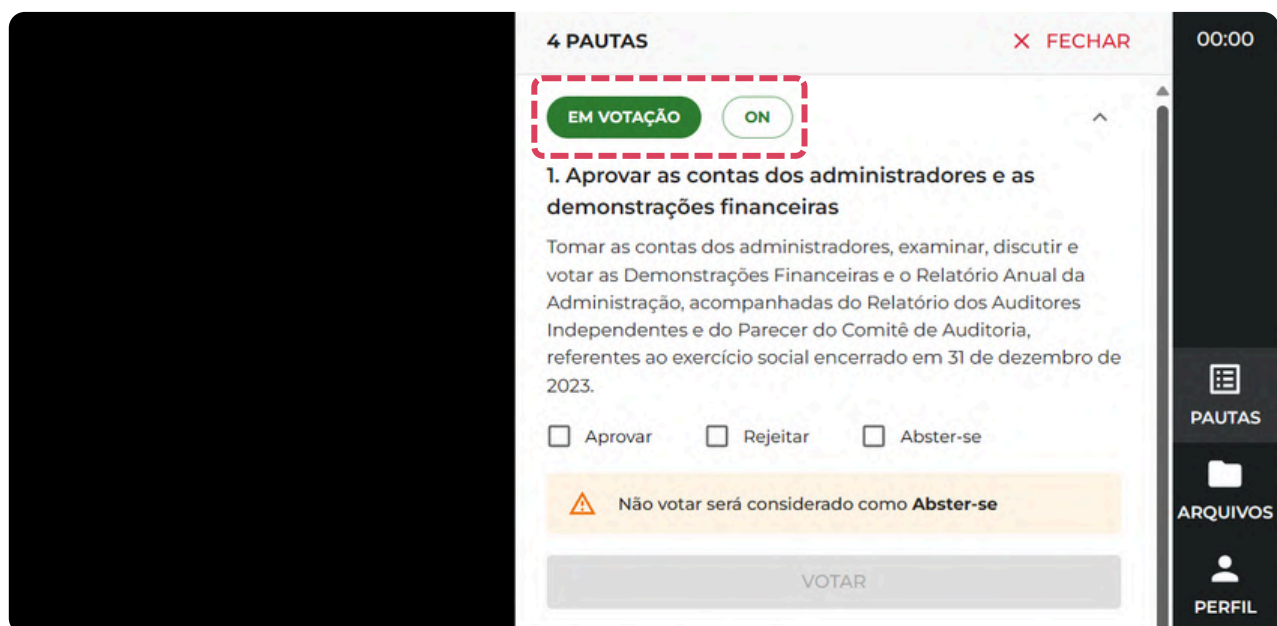 4 PAUTAS
FECHAR
00:00
EM VOTAÇÃO
ON
1. Aprovar as contas dos administradores e as
demonstrações financeiras
Tomar as contas dos administradores, examinar, discutir e
votar as Demonstrações Financeiras e o Relatório Anual da
Administração, acompanhadas do Relatório dos Auditores
Independentes e do Parecer do Comitê de Auditoria,
referentes ao exercício social encerrado em 31 de dezembro de
2023.
Aprovar
Rejeitar
Abster-se
Não votar será considerado como Abster-se
VOTAR
PAUTAS
ARQUIVOS
PERFIL